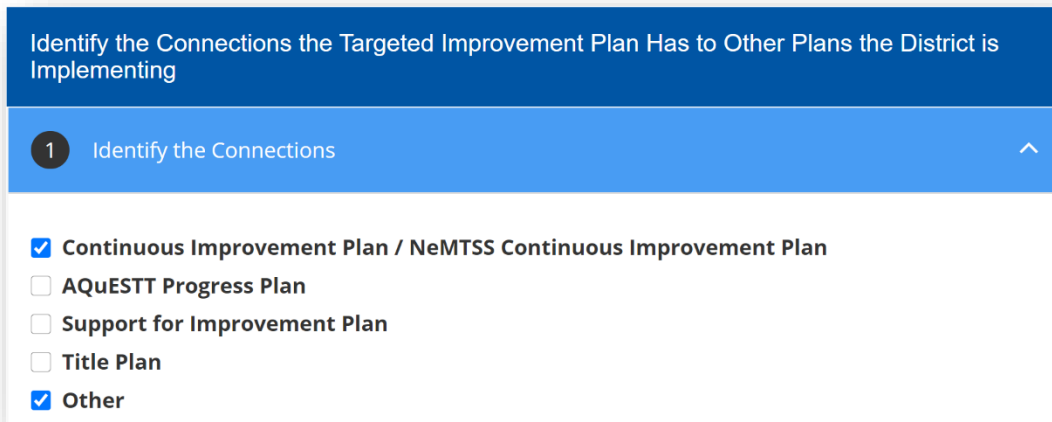 Identify the Connections the Targeted Improvement Plan Has to Other Plans the District is
Implementing
1 Identify the Connections
Continuous Improvement Plan / NeMTSS Continuous Improvement Plan
AQuESTT Progress Plan
Support for Improvement Plan
Title Plan
Other